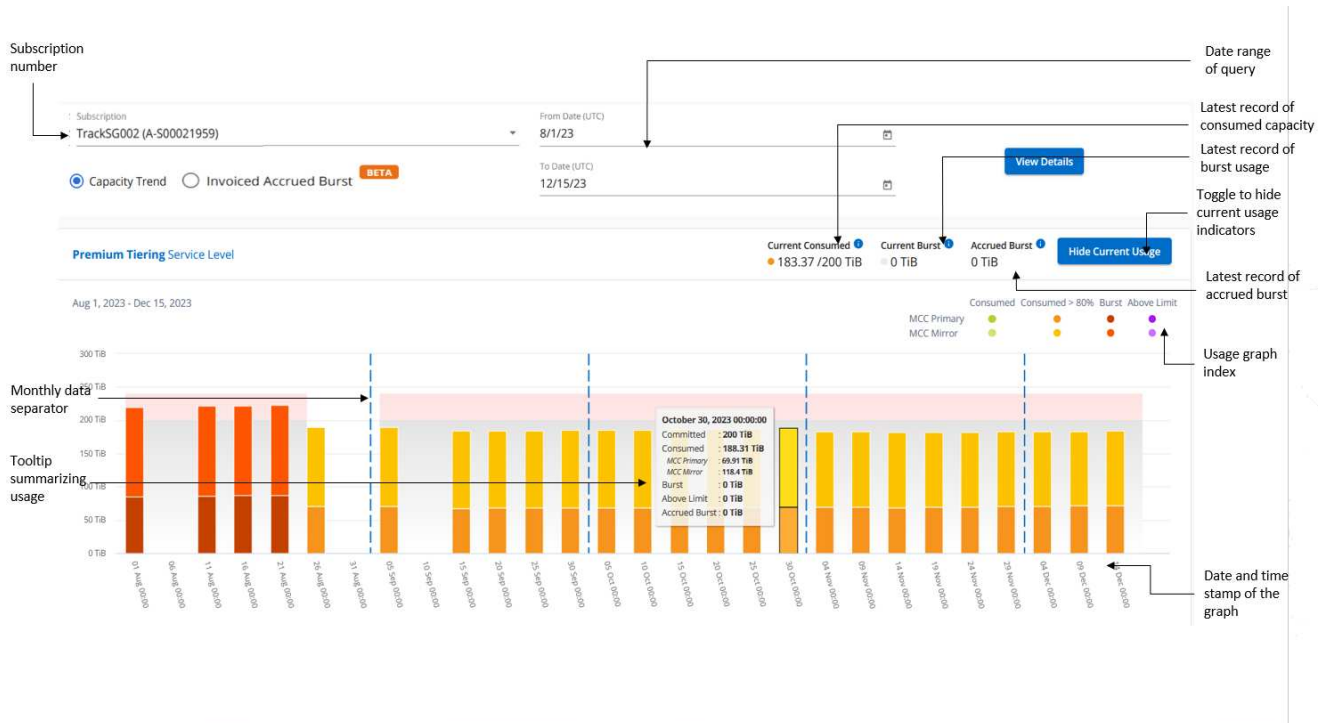 Subscription
number
Date range
of query
Latest record of
consumed capacity
Latest record of
burst usage
Toggle to hide
current usage
indicators
Latest record of
accrued burst
Usage graph
index
Date and time
stamp of the
graph
Monthly data
separator
Tooltip
summarizing
usage
Subscription
TrackSG002 (A-S00021959)
From Date (UTC)
8/1/23
Capacity Trend
Invoiced Accrued Burst
BETA
To Date (UTC)
12/15/23
View Details
Premium Tiering Service Level
Current Consumed
183.37 /200 TiB
Current Burst
0 TiB
Accrued Burst
0 TiB
Hide Current Usage
Aug 1, 2023 - Dec 15, 2023
Consumed Consumed > 80% Burst Above Limit
MCC Primary
MCC Mirror
300 TiB
250 TiB
200 TiB
150 TiB
100 TiB
50 TiB
0 TiB
October 30, 2023 00:00:00
Committed : 200 TiB
Consumed : 188.31 TiB
MCC Primary : 69.91 TiB
MCC Mirror : 118.4 TiB
Burst : 0 TiB
Above Limit : 0 TiB
Accrued Burst : 0 TiB
01 Aug 00:00
06 Aug 00:00
11 Aug 00:00
16 Aug 00:00
21 Aug 00:00
26 Aug 00:00
31 Aug 00:00
05 Sep 00:00
10 Sep 00:00
15 Sep 00:00
20 Sep 00:00
25 Sep 00:00
30 Sep 00:00
05 Oct 00:00
10 Oct 00:00
15 Oct 00:00
20 Oct 00:00
25 Oct 00:00
30 Oct 00:00
04 Nov 00:00
09 Nov 00:00
14 Nov 00:00
19 Nov 00:00
24 Nov 00:00
29 Nov 00:00
04 Dec 00:00
09 Dec 00:00
Dec 00:00